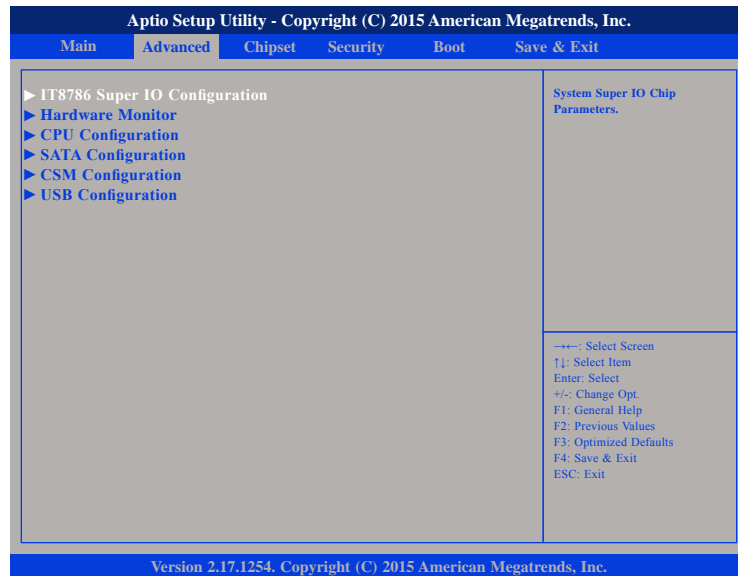 Aptio Setup Utility - Copyright (C) 2015 American Megatrends, Inc.
Main Advanced Chipset Security Boot Save & Exit
▶ IT8786 Super IO Configuration
▶ Hardware Monitor
▶ CPU Configuration
▶ SATA Configuration
▶ CSM Configuration
▶ USB Configuration
System Super IO Chip
Parameters.
→←: Select Screen
↑↓: Select Item
Enter: Select
+/-: Change Opt.
F1: General Help
F2: Previous Values
F3: Optimized Defaults
F4: Save & Exit
ESC: Exit
Version 2.17.1254. Copyright (C) 2015 American Megatrends, Inc.